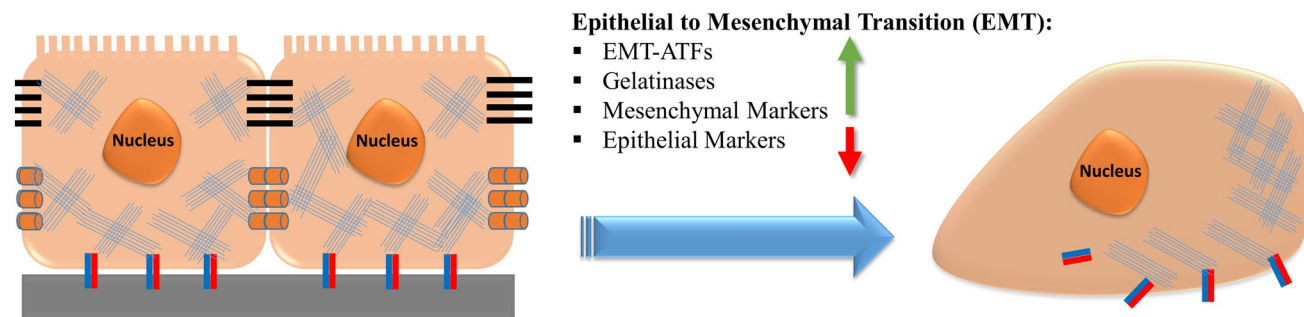 Epithelial to Mesenchymal Transition (EMT):
▪ EMT-ATFs
▪ Gelatinases
▪ Mesenchymal Markers
▪ Epithelial Markers
Nucleus
Nucleus
Nucleus